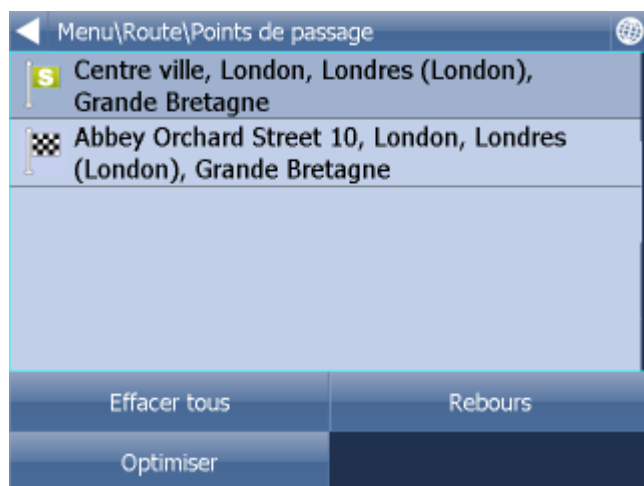 Menu\Route\Points de passage
S
Centre ville, London, Londres (London),
Grande Bretagne
Abbey Orchard Street 10, London, Londres
(London), Grande Bretagne
Effacer tous
Rebours
Optimiser